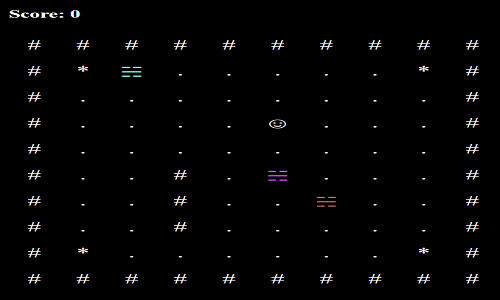 Score: 0
# # # # # # # # # #
# * ☵ . . . . . * #
# . . . . . . . . #
# . . . . ☺ . . . #
# . . . . . . . . #
# . . # . ☵ . . . #
# . . # . . ☵ . . #
# . . # . . . . . #
# * . . . . . . * #
# # # # # # # # # #